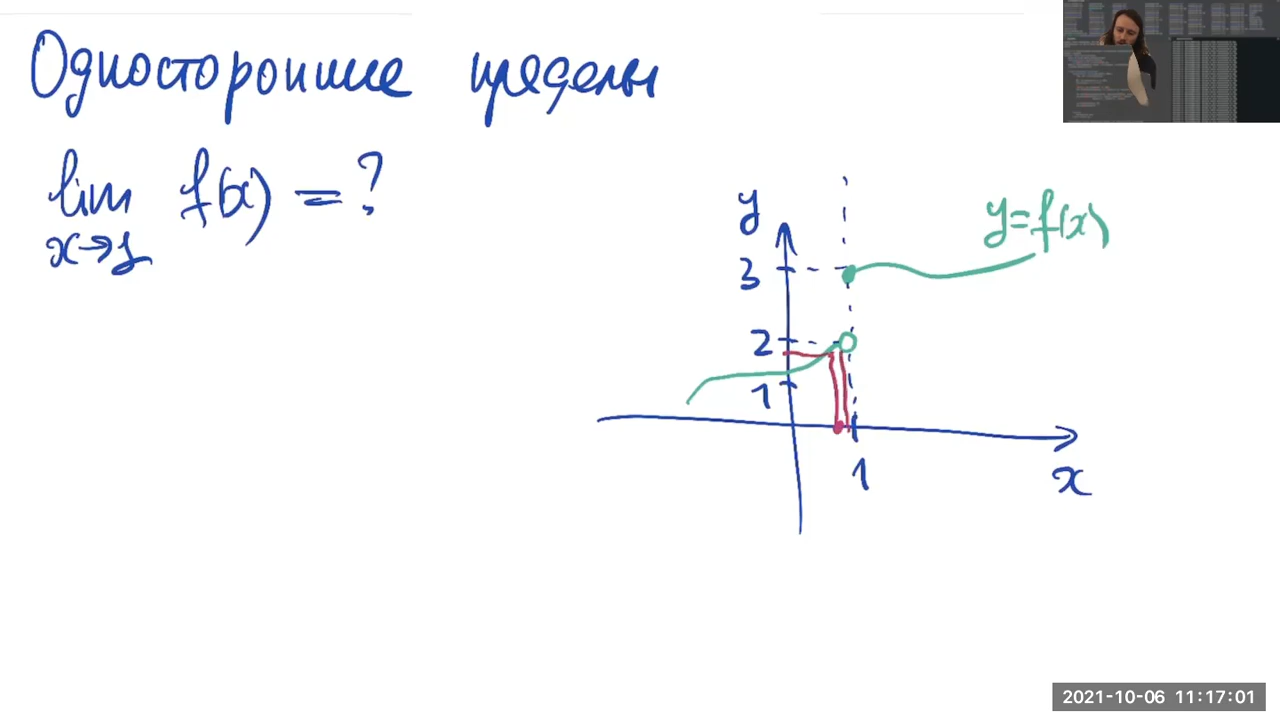 Односторонние пределы
lim f(x) = ?
x→1
y
y=f(x)
3
2
1
1
x
2021-10-06 11:17:01